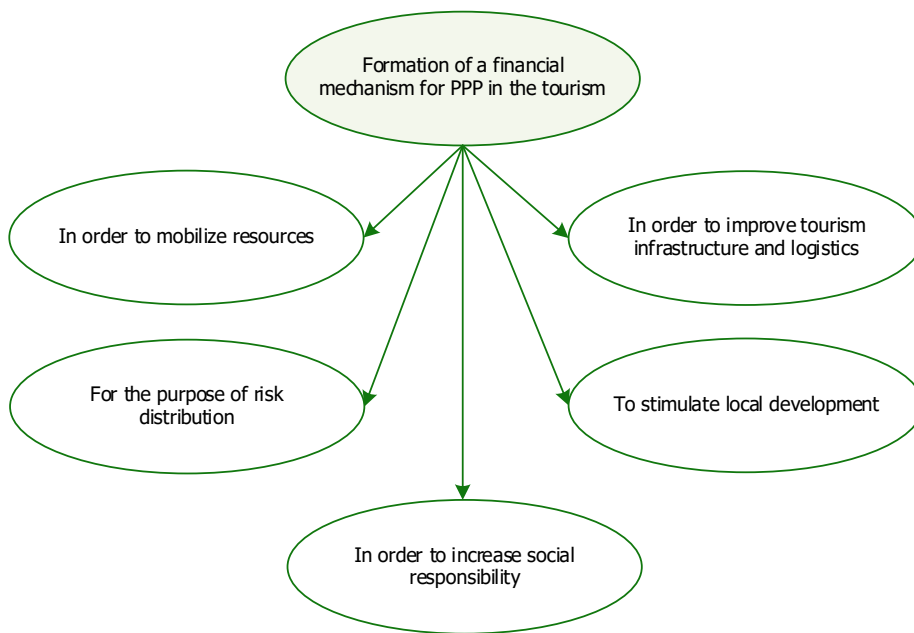 Formation of a financial
mechanism for PPP in the tourism
In order to mobilize resources
In order to improve tourism
infrastructure and logistics
For the purpose of risk
distribution
To stimulate local development
In order to increase social
responsibility